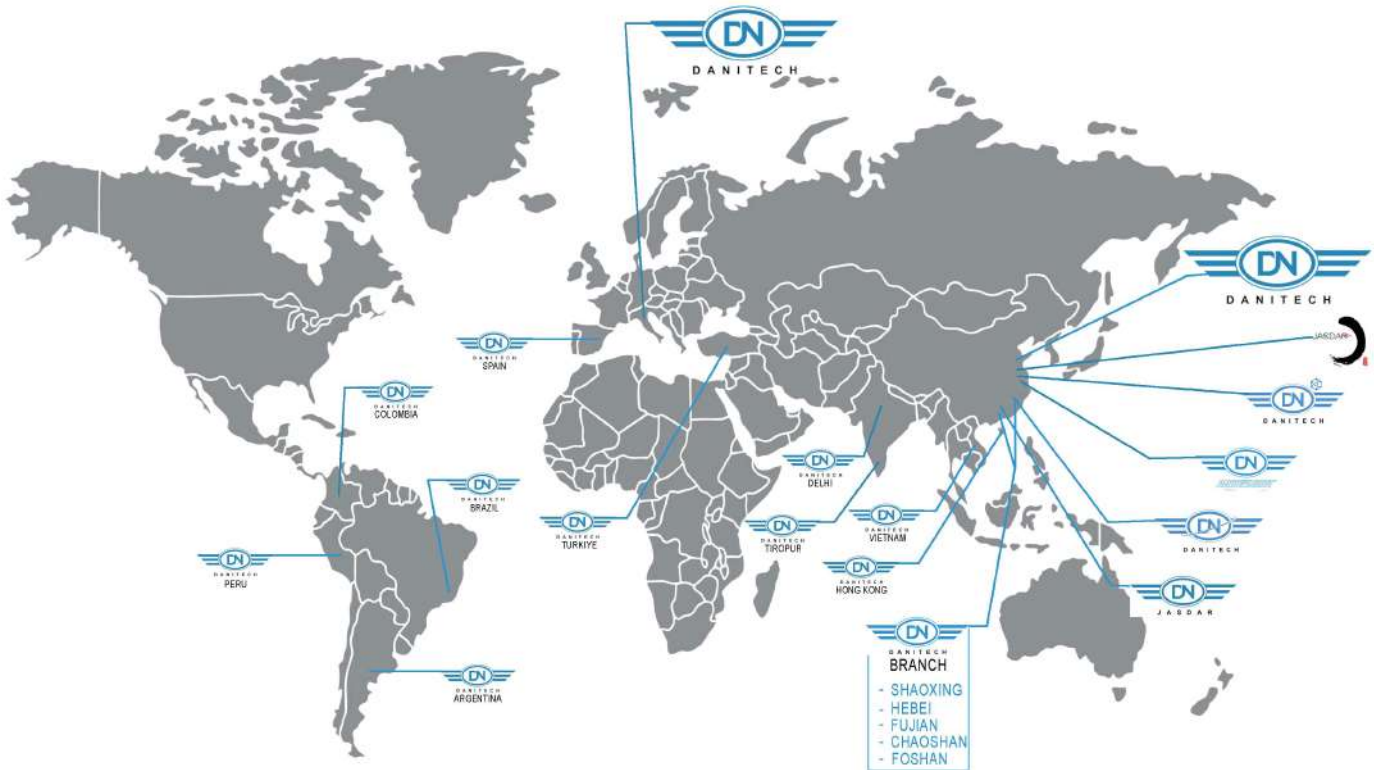 DN
DANITECH
DN
DANITECH
JASDAR
DN
DANITECH
SPAIN
DN
DANITECH
COLOMBIA
DN
DANITECH
DN
DANITECH
DELHI
DN
DN
DANITECH
BRAZIL
DN
DANITECH
TURKIYE
DN
DANITECH
TIROPUR
DN
DANITECH
VIETNAM
DN
DANITECH
DN
DANITECH
PERU
DN
DANITECH
HONG KONG
DN
JASDAR
DN
DANITECH
BRANCH
- SHAOXING
- HEBEI
- FUJIAN
- CHAOSHAN
- FOSHAN
DN
DANITECH
ARGENTINA